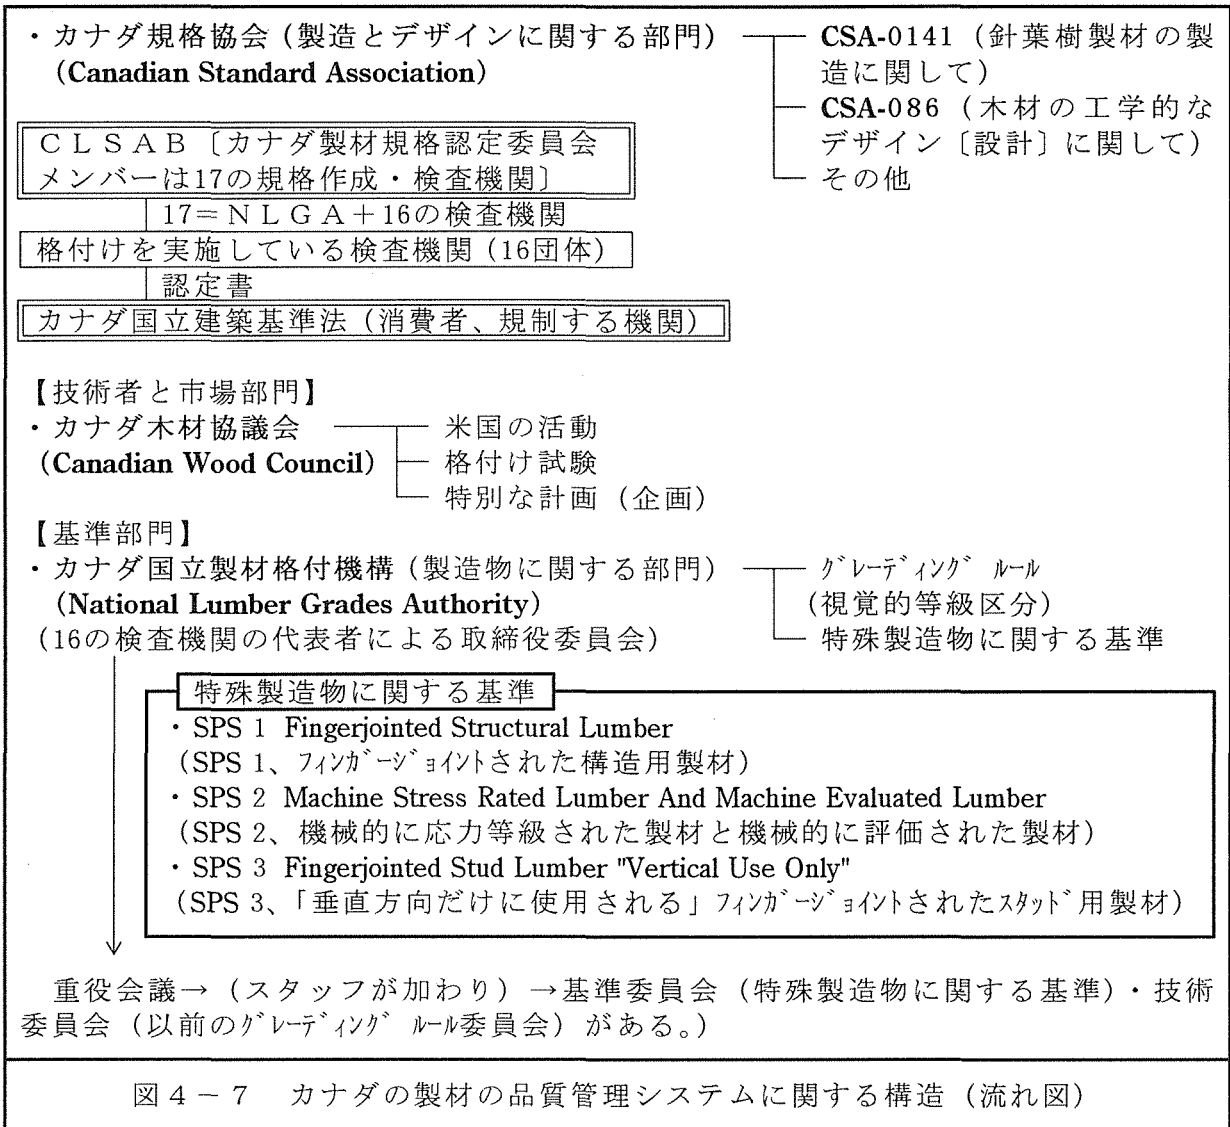 ・カナダ規格協会(製造とデザインに関する部門)
(Canadian Standard Association)
CSA-0141(針葉樹製材の製
造に関して)
CSA-086(木材の工学的な
デザイン〔設計〕に関して)
その他
CLSAB〔カナダ製材規格認定委員会
メンバーは17の規格作成・検査機関〕
17=NLGA+16の検査機関
格付けを実施している検査機関(16団体)
認定書
カナダ国立建築基準法(消費者、規制する機関)
【技術者と市場部門】
・カナダ木材協議会
(Canadian Wood Council)
米国の活動
格付け試験
特別な計画(企画)
【基準部門】
・カナダ国立製材格付機構(製造物に関する部門)
(National Lumber Grades Authority)
(16の検査機関の代表者による取締役委員会)
グレーディング ルール
(視覚的等級区分)
特殊製造物に関する基準
特殊製造物に関する基準
・SPS 1 Fingerjointed Structural Lumber
(SPS 1、フィンガージョイントされた構造用製材)
・SPS 2 Machine Stress Rated Lumber And Machine Evaluated Lumber
(SPS 2、機械的に応力等級された製材と機械的に評価された製材)
・SPS 3 Fingerjointed Stud Lumber "Vertical Use Only"
(SPS 3、「垂直方向だけに使用される」フィンガージョイントされたスタッド用製材)
重役会議→(スタッフが加わり)→基準委員会(特殊製造物に関する基準)・技術
委員会(以前のグレーディング ルール委員会)がある。)
図4-7 カナダの製材の品質管理システムに関する構造(流れ図)